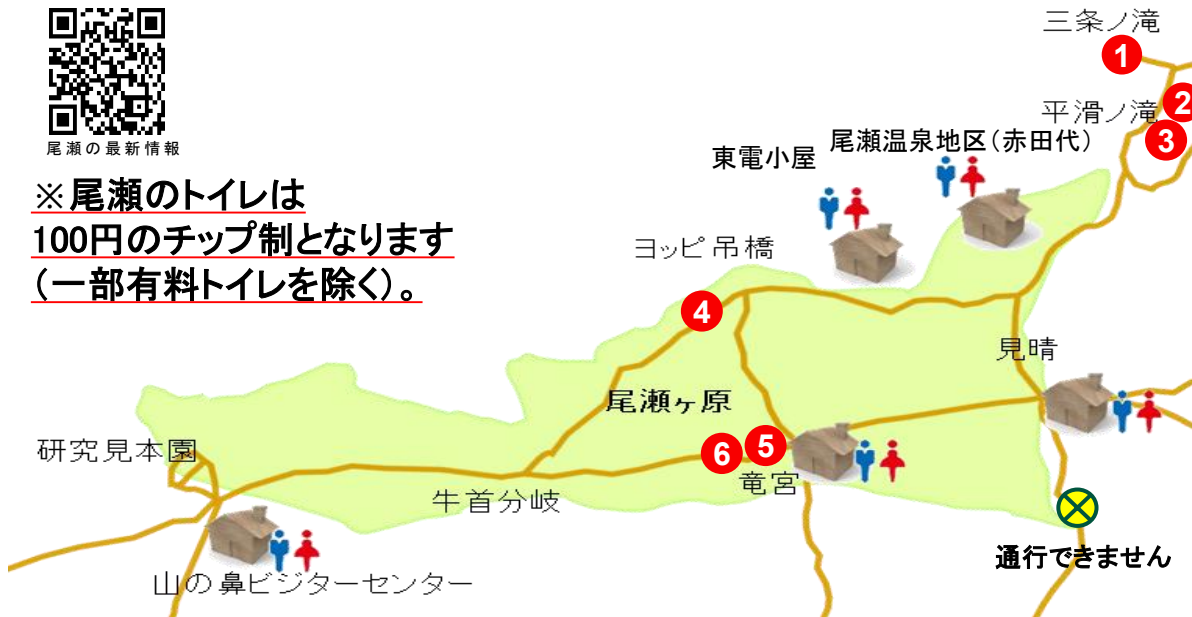 三条ノ滝
1
2
平滑ノ滝
3
尾瀬の最新情報
尾瀬温泉地区（赤田代）
東電小屋
※尾瀬のトイレは
100円のチップ制となります
（一部有料トイレを除く）。
ヨッピ吊橋
4
見晴
尾瀬ヶ原
研究見本園
6
5
竜宮
牛首分岐
通行できません
山の鼻ビジターセンター